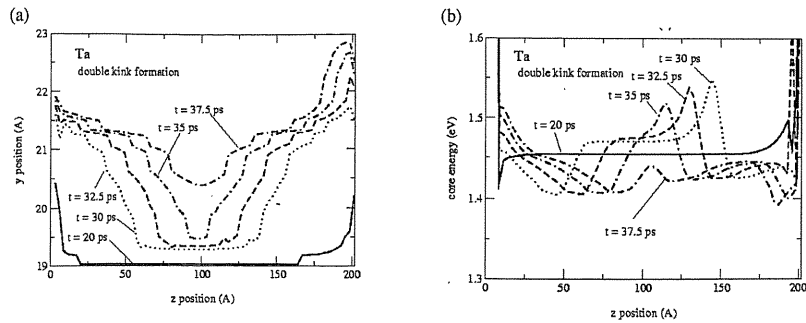 (a)
23
22
21
20
19
0
50
100
150
200
y position (A)
z position (A)
Ta
double kink formation
t = 37.5 ps
t = 35 ps
t = 32.5 ps
t = 30 ps
t = 20 ps
(b)
1.6
1.5
1.4
1.3
0
50
100
150
200
core energy (eV)
z position (A)
Ta
double kink formation
t = 30 ps
t = 32.5 ps
t = 35 ps
t = 20 ps
t = 37.5 ps